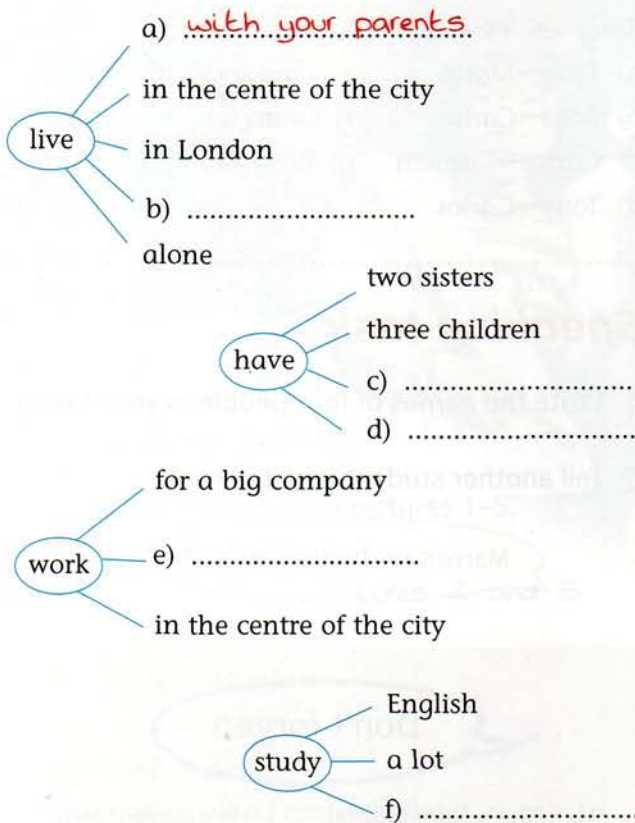 a) with your parents
in the centre of the city
live
in London
b) ..............................
alone
two sisters
three children
have
c) ..............................
d) ..............................
for a big company
work
e) ..............................
in the centre of the city
English
study
a lot
f) ..............................